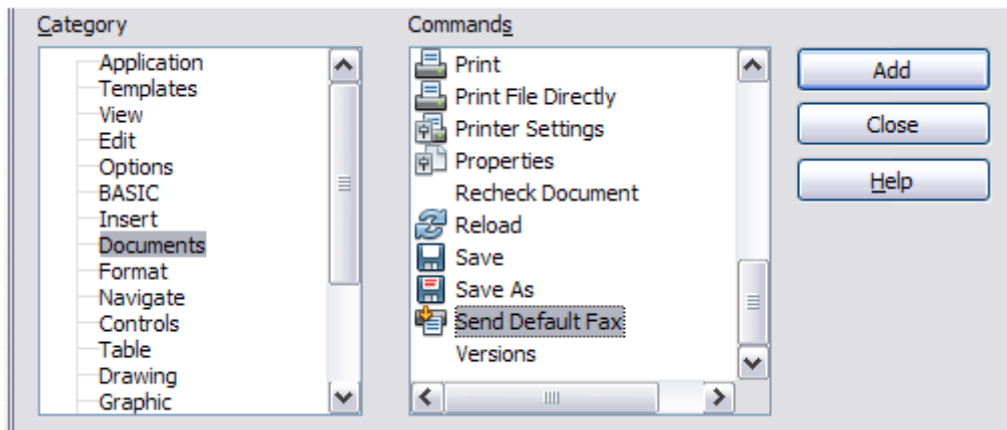 Category
Application
Templates
View
Edit
Options
BASIC
Insert
Documents
Format
Navigate
Controls
Table
Drawing
Graphic
Commands
Print
Print File Directly
Printer Settings
Properties
Recheck Document
Reload
Save
Save As
Send Default Fax
Versions
Add
Close
Help